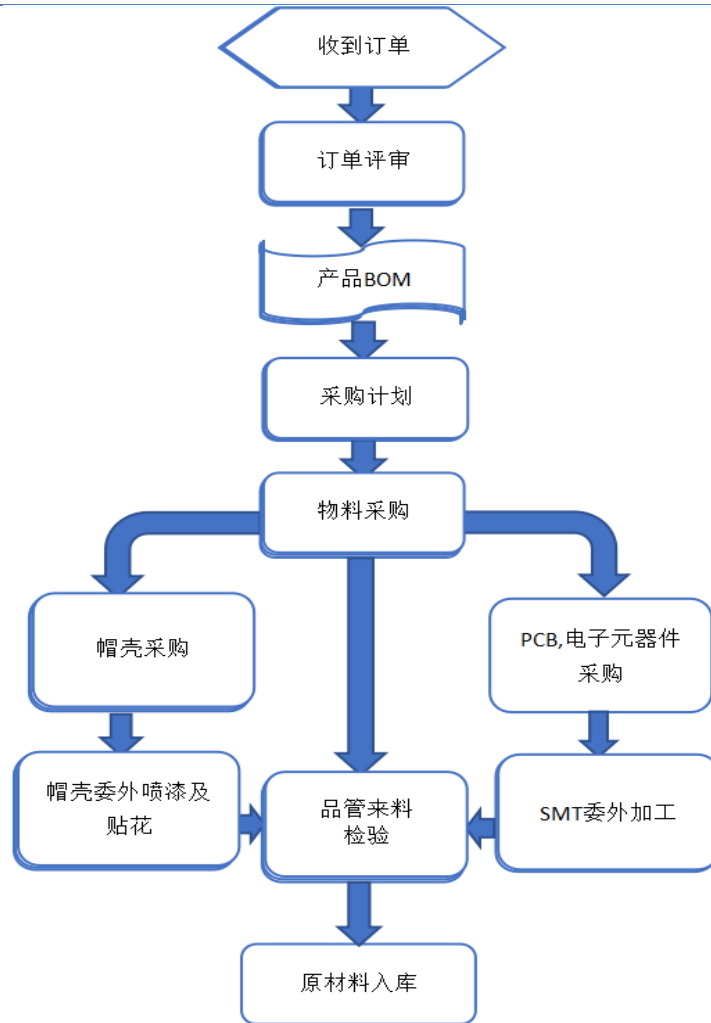 收到订单
订单评审
产品BOM
采购计划
物料采购
帽壳采购
PCB,电子元器件
采购
帽壳委外喷漆及
贴花
品管来料
检验
SMT委外加工
原材料入库